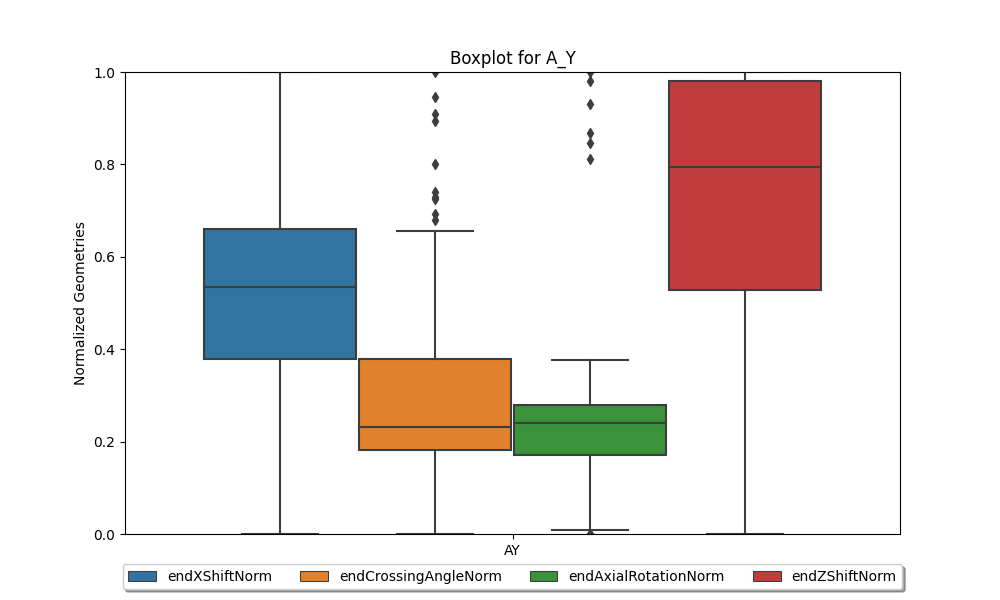 Boxplot for A_Y
1.0
0.8
0.6
0.4
0.2
0.0
Normalized Geometries
AY
endXShiftNorm endCrossingAngleNorm endAxialRotationNorm endZShiftNorm